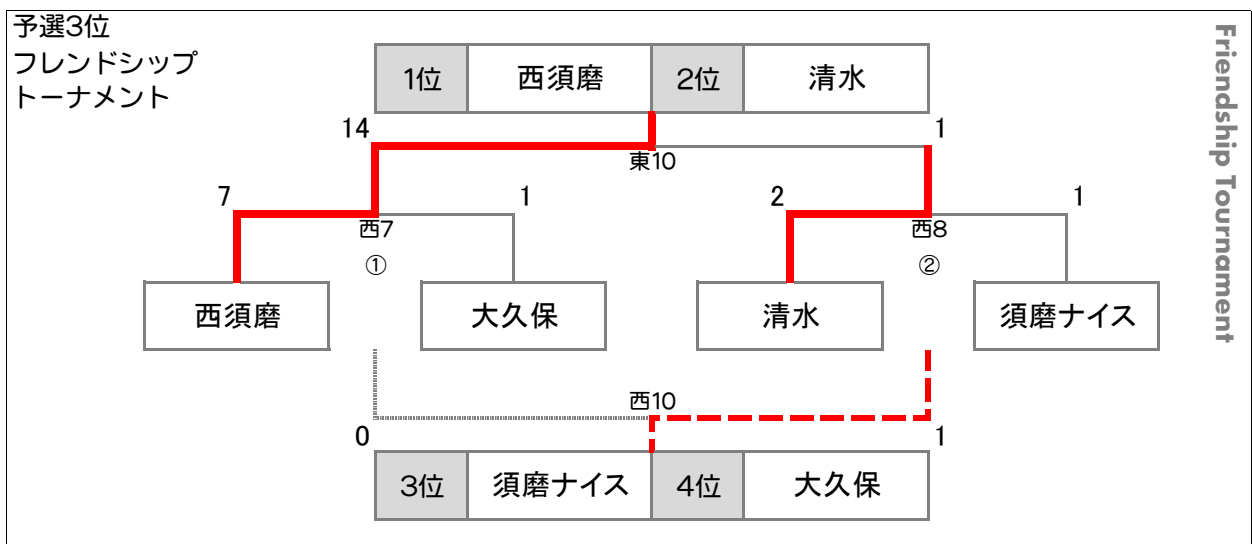 予選3位
フレンドシップ
トーナメント
Friendship Tournament
1位 西須磨 2位 清水
14 1
東10
7 1 2 1
西7 西8
① ②
西須磨 大久保 清水 須磨ナイス
西10
0 1
3位 須磨ナイス 4位 大久保